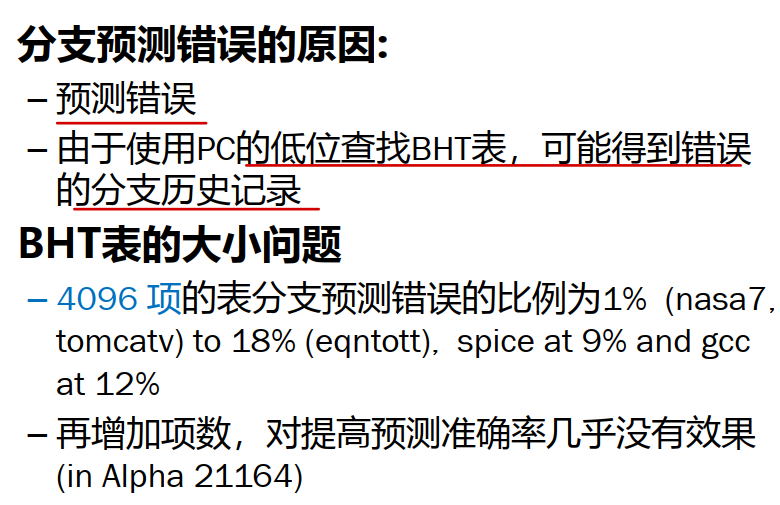 分支预测错误的原因:
– 预测错误
– 由于使用PC的低位查找BHT表，可能得到错误
的分支历史记录
BHT表的大小问题
– 4096 项的表分支预测错误的比例为1% (nasa7,
tomcatv) to 18% (eqntott), spice at 9% and gcc
at 12%
– 再增加项数，对提高预测准确率几乎没有效果
(in Alpha 21164)